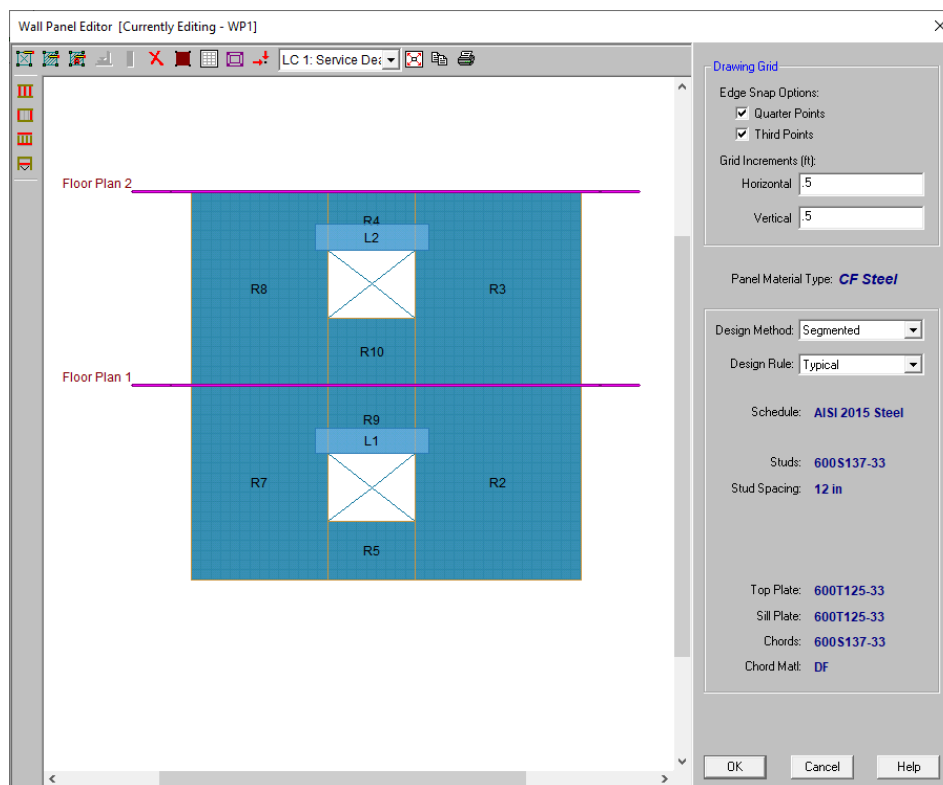 Wall Panel Editor [Currently Editing - WP1]
LC 1: Service Dea
Floor Plan 2
R4
L2
R8
R3
R10
Floor Plan 1
R9
L1
R7
R2
R5
Drawing Grid
Edge Snap Options:
Quarter Points
Third Points
Grid Increments (ft):
Horizontal .5
Vertical .5
Panel Material Type: CF Steel
Design Method: Segmented
Design Rule: Typical
Schedule: AISI 2015 Steel
Studs: 600S137-33
Stud Spacing: 12 in
Top Plate: 600T125-33
Sill Plate: 600T125-33
Chords: 600S137-33
Chord Matl: DF
OK Cancel Help